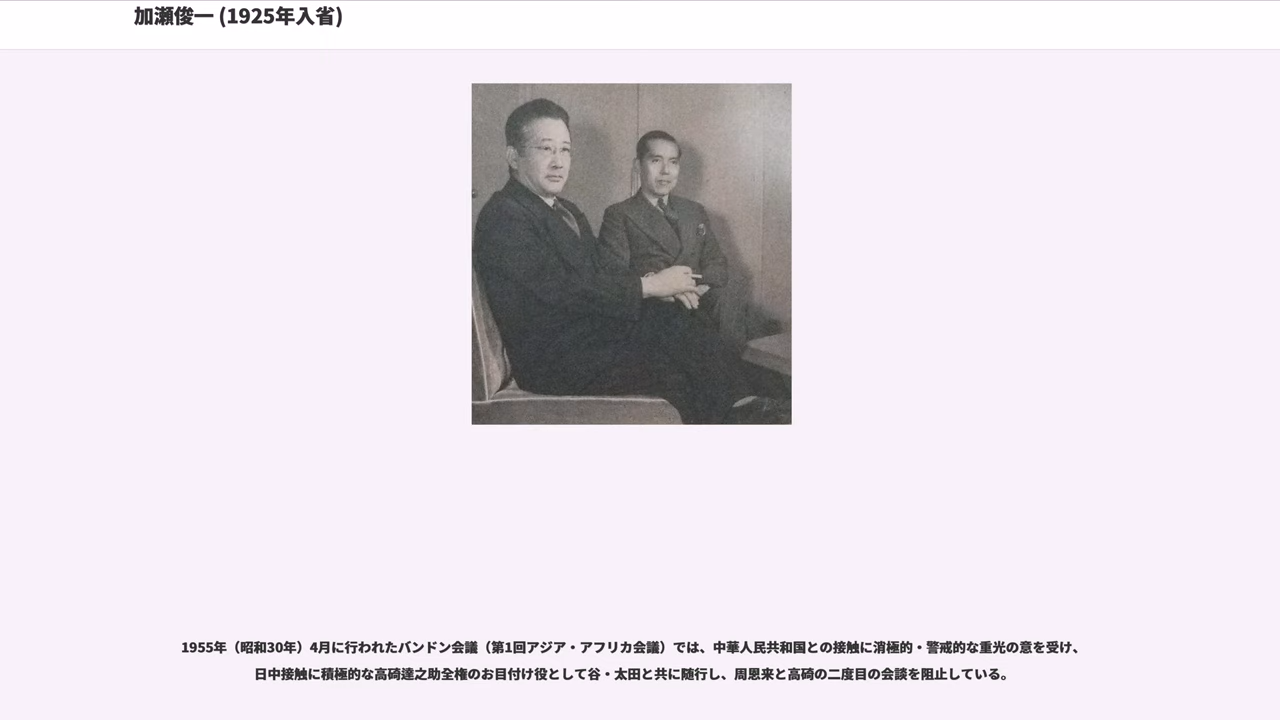 加瀬俊一 (1925年入省)
1955年（昭和30年）4月に行われたバンドン会議（第1回アジア・アフリカ会議）では、中華人民共和国との接触に消極的・警戒的な重光の意を受け、
日中接触に積極的な高碕達之助全権のお目付け役として谷・太田と共に随行し、周恩来と高碕の二度目の会談を阻止している。